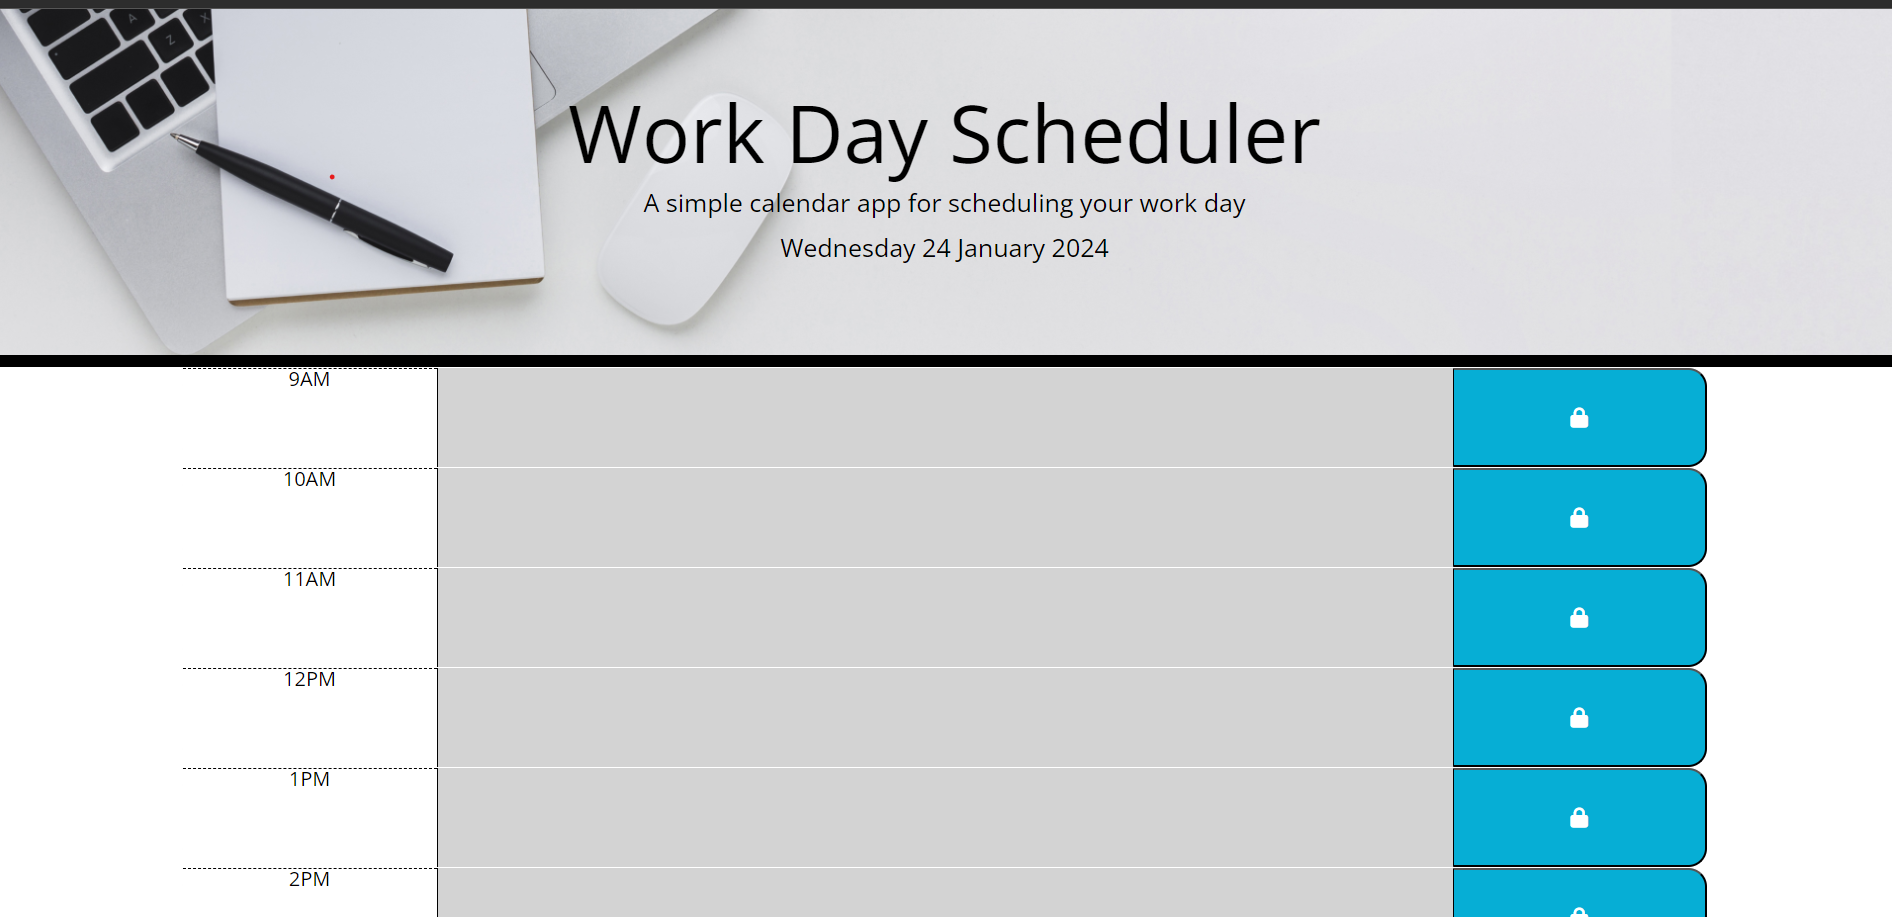 A
Z
X
Work Day Scheduler
A simple calendar app for scheduling your work day
Wednesday 24 January 2024
9AM
10AM
11AM
12PM
1PM
2PM